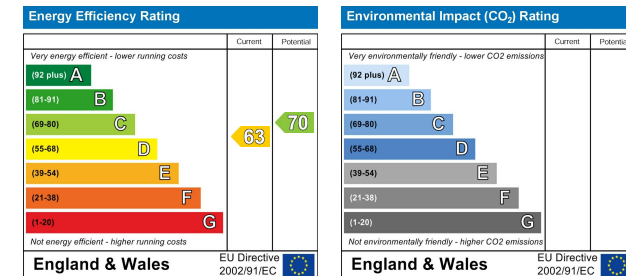 Energy Efficiency Rating
Current Potential
Very energy efficient - lower running costs
(92 plus) A
(81-91) B
(69-80) C
(55-68) D
(39-54) E
(21-38) F
(1-20) G
63
70
Not energy efficient - higher running costs
England & Wales
EU Directive
2002/91/EC
Environmental Impact (CO₂) Rating
Current Potential
Very environmentally friendly - lower CO2 emissions
(92 plus) A
(81-91) B
(69-80) C
(55-68) D
(39-54) E
(21-38) F
(1-20) G
Not environmentally friendly - higher CO2 emissions
England & Wales
EU Directive
2002/91/EC